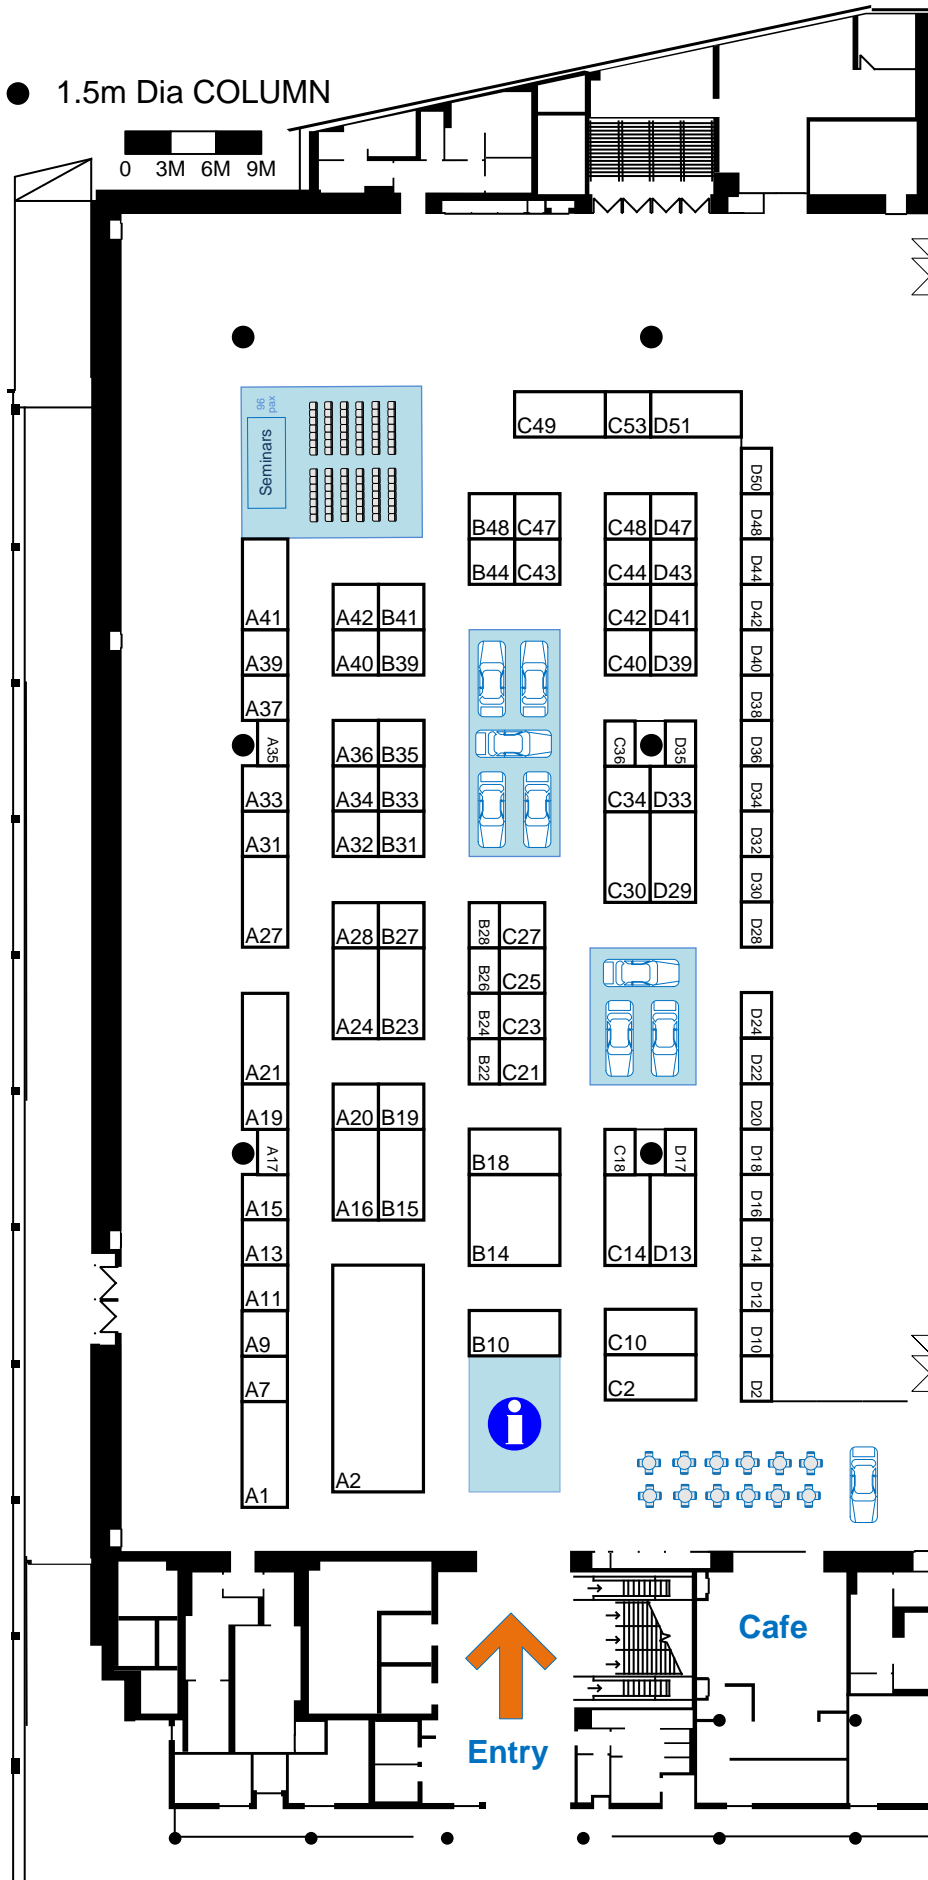 1.5m Dia COLUMN
0 3M 6M 9M
96 pax
Seminars
C49 C53 D51
D50
B48 C47 C48 D47 D48
B44 C43 C44 D43 D44
A41 A42 B41 C42 D41 D42
A39 A40 B39 C40 D39 D40
A37 D38
A35 A36 B35 C36 D35 D36
A33 A34 B33 C34 D33 D34
A31 A32 B31 D32
C30 D29 D30
A27 A28 B27 B28 C27 D28
B26 C25
A24 B23 B24 C23 D24
A21 B22 C21 D22
A19 A20 B19 D20
A17 B18 C18 D17 D18
A15 A16 B15 D16
A13 B14 C14 D13 D14
A11 D12
A9 B10 C10 D10
A7 C2 D2
i
A1 A2
Cafe
Entry